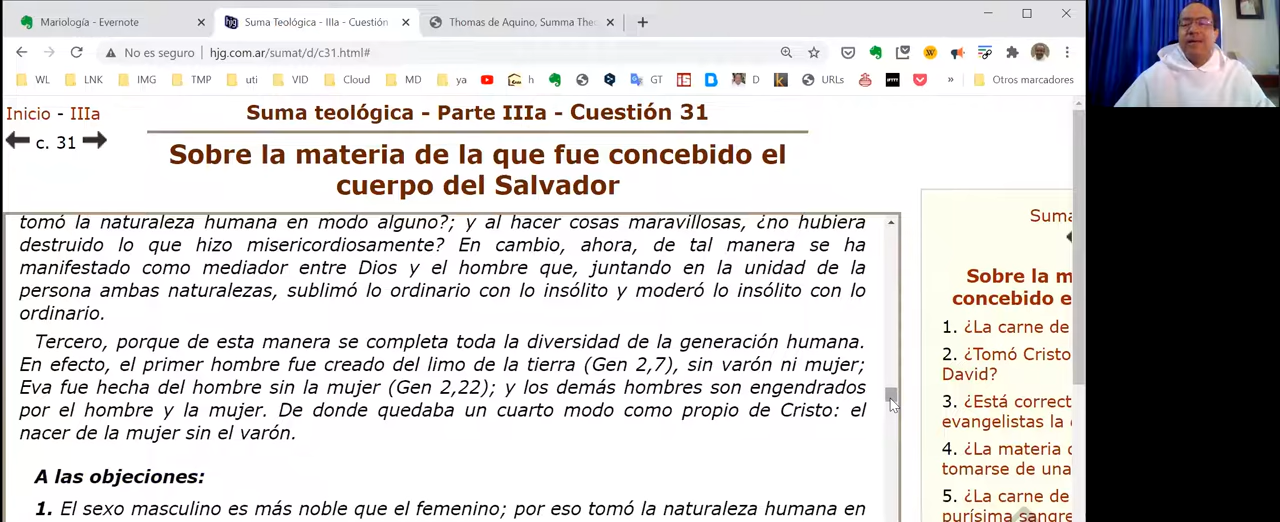 Mariología - Evernote
Suma Teológica - IIIa - Cuestión
Thomas de Aquino, Summa The
No es seguro
hjg.com.ar/sumat/d/c31.html#
WL
LNK
IMG
TMP
uti
VID
Cloud
MD
ya
h
GT
D
URLs
IFTTT
»
Otros marcadores
Inicio - IIIa
c. 31
Suma teológica - Parte IIIa - Cuestión 31
Sobre la materia de la que fue concebido el
cuerpo del Salvador
tomó la naturaleza humana en modo alguno?; y al hacer cosas maravillosas, ¿no hubiera
destruido lo que hizo misericordiosamente? En cambio, ahora, de tal manera se ha
manifestado como mediador entre Dios y el hombre que, juntando en la unidad de la
persona ambas naturalezas, sublimó lo ordinario con lo insólito y moderó lo insólito con lo
ordinario.
Tercero, porque de esta manera se completa toda la diversidad de la generación humana.
En efecto, el primer hombre fue creado del limo de la tierra (Gen 2,7), sin varón ni mujer;
Eva fue hecha del hombre sin la mujer (Gen 2,22); y los demás hombres son engendrados
por el hombre y la mujer. De donde quedaba un cuarto modo como propio de Cristo: el
nacer de la mujer sin el varón.
A las objeciones:
1. El sexo masculino es más noble que el femenino; por eso tomó la naturaleza humana en
Suma
Sobre la m
concebido e
1. ¿La carne de
2. ¿Tomó Cristo
David?
3. ¿Está correct
evangelistas la
4. ¿La materia
tomarse de una
5. ¿La carne de
purísima sangre